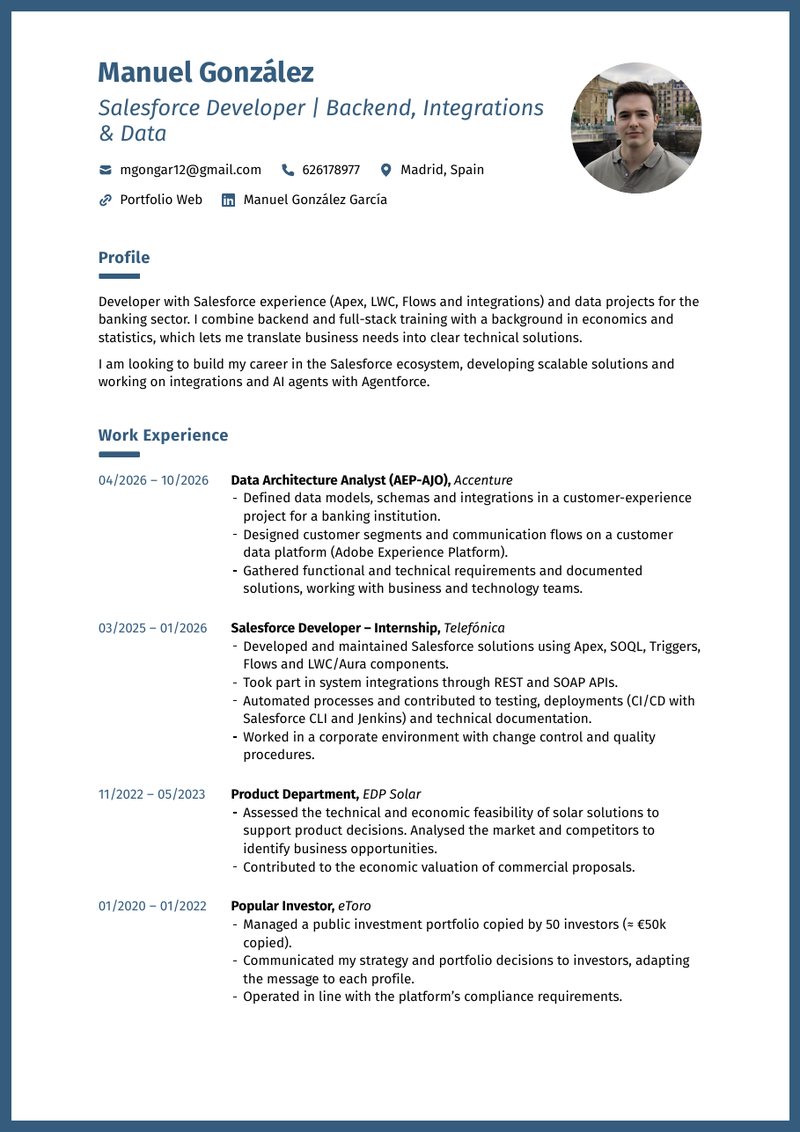 Manuel González
Salesforce Developer | Backend, Integrations
& Data
mgongar12@gmail.com 626178977 Madrid, Spain
Portfolio Web Manuel González García
Profile
Developer with Salesforce experience (Apex, LWC, Flows and integrations) and data projects for the
banking sector. I combine backend and full-stack training with a background in economics and
statistics, which lets me translate business needs into clear technical solutions.
I am looking to build my career in the Salesforce ecosystem, developing scalable solutions and
working on integrations and AI agents with Agentforce.
Work Experience
04/2026 – 10/2026 Data Architecture Analyst (AEP-AJO), Accenture
- Defined data models, schemas and integrations in a customer-experience
project for a banking institution.
- Designed customer segments and communication flows on a customer
data platform (Adobe Experience Platform).
- Gathered functional and technical requirements and documented
solutions, working with business and technology teams.
03/2025 – 01/2026 Salesforce Developer – Internship, Telefónica
- Developed and maintained Salesforce solutions using Apex, SOQL, Triggers,
Flows and LWC/Aura components.
- Took part in system integrations through REST and SOAP APIs.
- Automated processes and contributed to testing, deployments (CI/CD with
Salesforce CLI and Jenkins) and technical documentation.
- Worked in a corporate environment with change control and quality
procedures.
11/2022 – 05/2023 Product Department, EDP Solar
- Assessed the technical and economic feasibility of solar solutions to
support product decisions. Analysed the market and competitors to
identify business opportunities.
- Contributed to the economic valuation of commercial proposals.
01/2020 – 01/2022 Popular Investor, eToro
- Managed a public investment portfolio copied by 50 investors (≈ €50k
copied).
- Communicated my strategy and portfolio decisions to investors, adapting
the message to each profile.
- Operated in line with the platform’s compliance requirements.